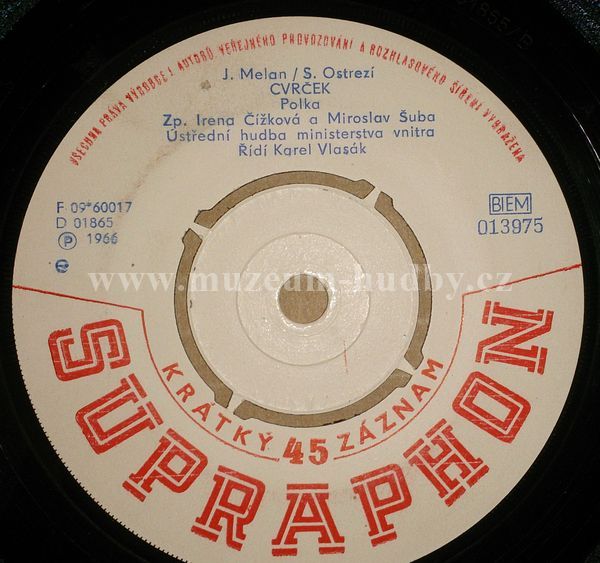 VŠECHNA PRÁVA VÝROBCE I AUTORŮ VEŘEJNÉHO PROVOZOVÁNÍ A ROZHLASOVÉHO ŠÍŘENÍ VYHRAŽENA
J. Melan / S. Ostrezí
CVRČEK
Polka
Zp. Irena Čížková a Miroslav Šuba
Ústřední hudba ministerstva vnitra
Řídí Karel Vlasák
F 09*60017
D 01865
Ⓟ 1966
BIEM
013975
www.muzeum-hudby.cz
KRÁTKÝ 45 ZÁZNAM
SUPRAPHON